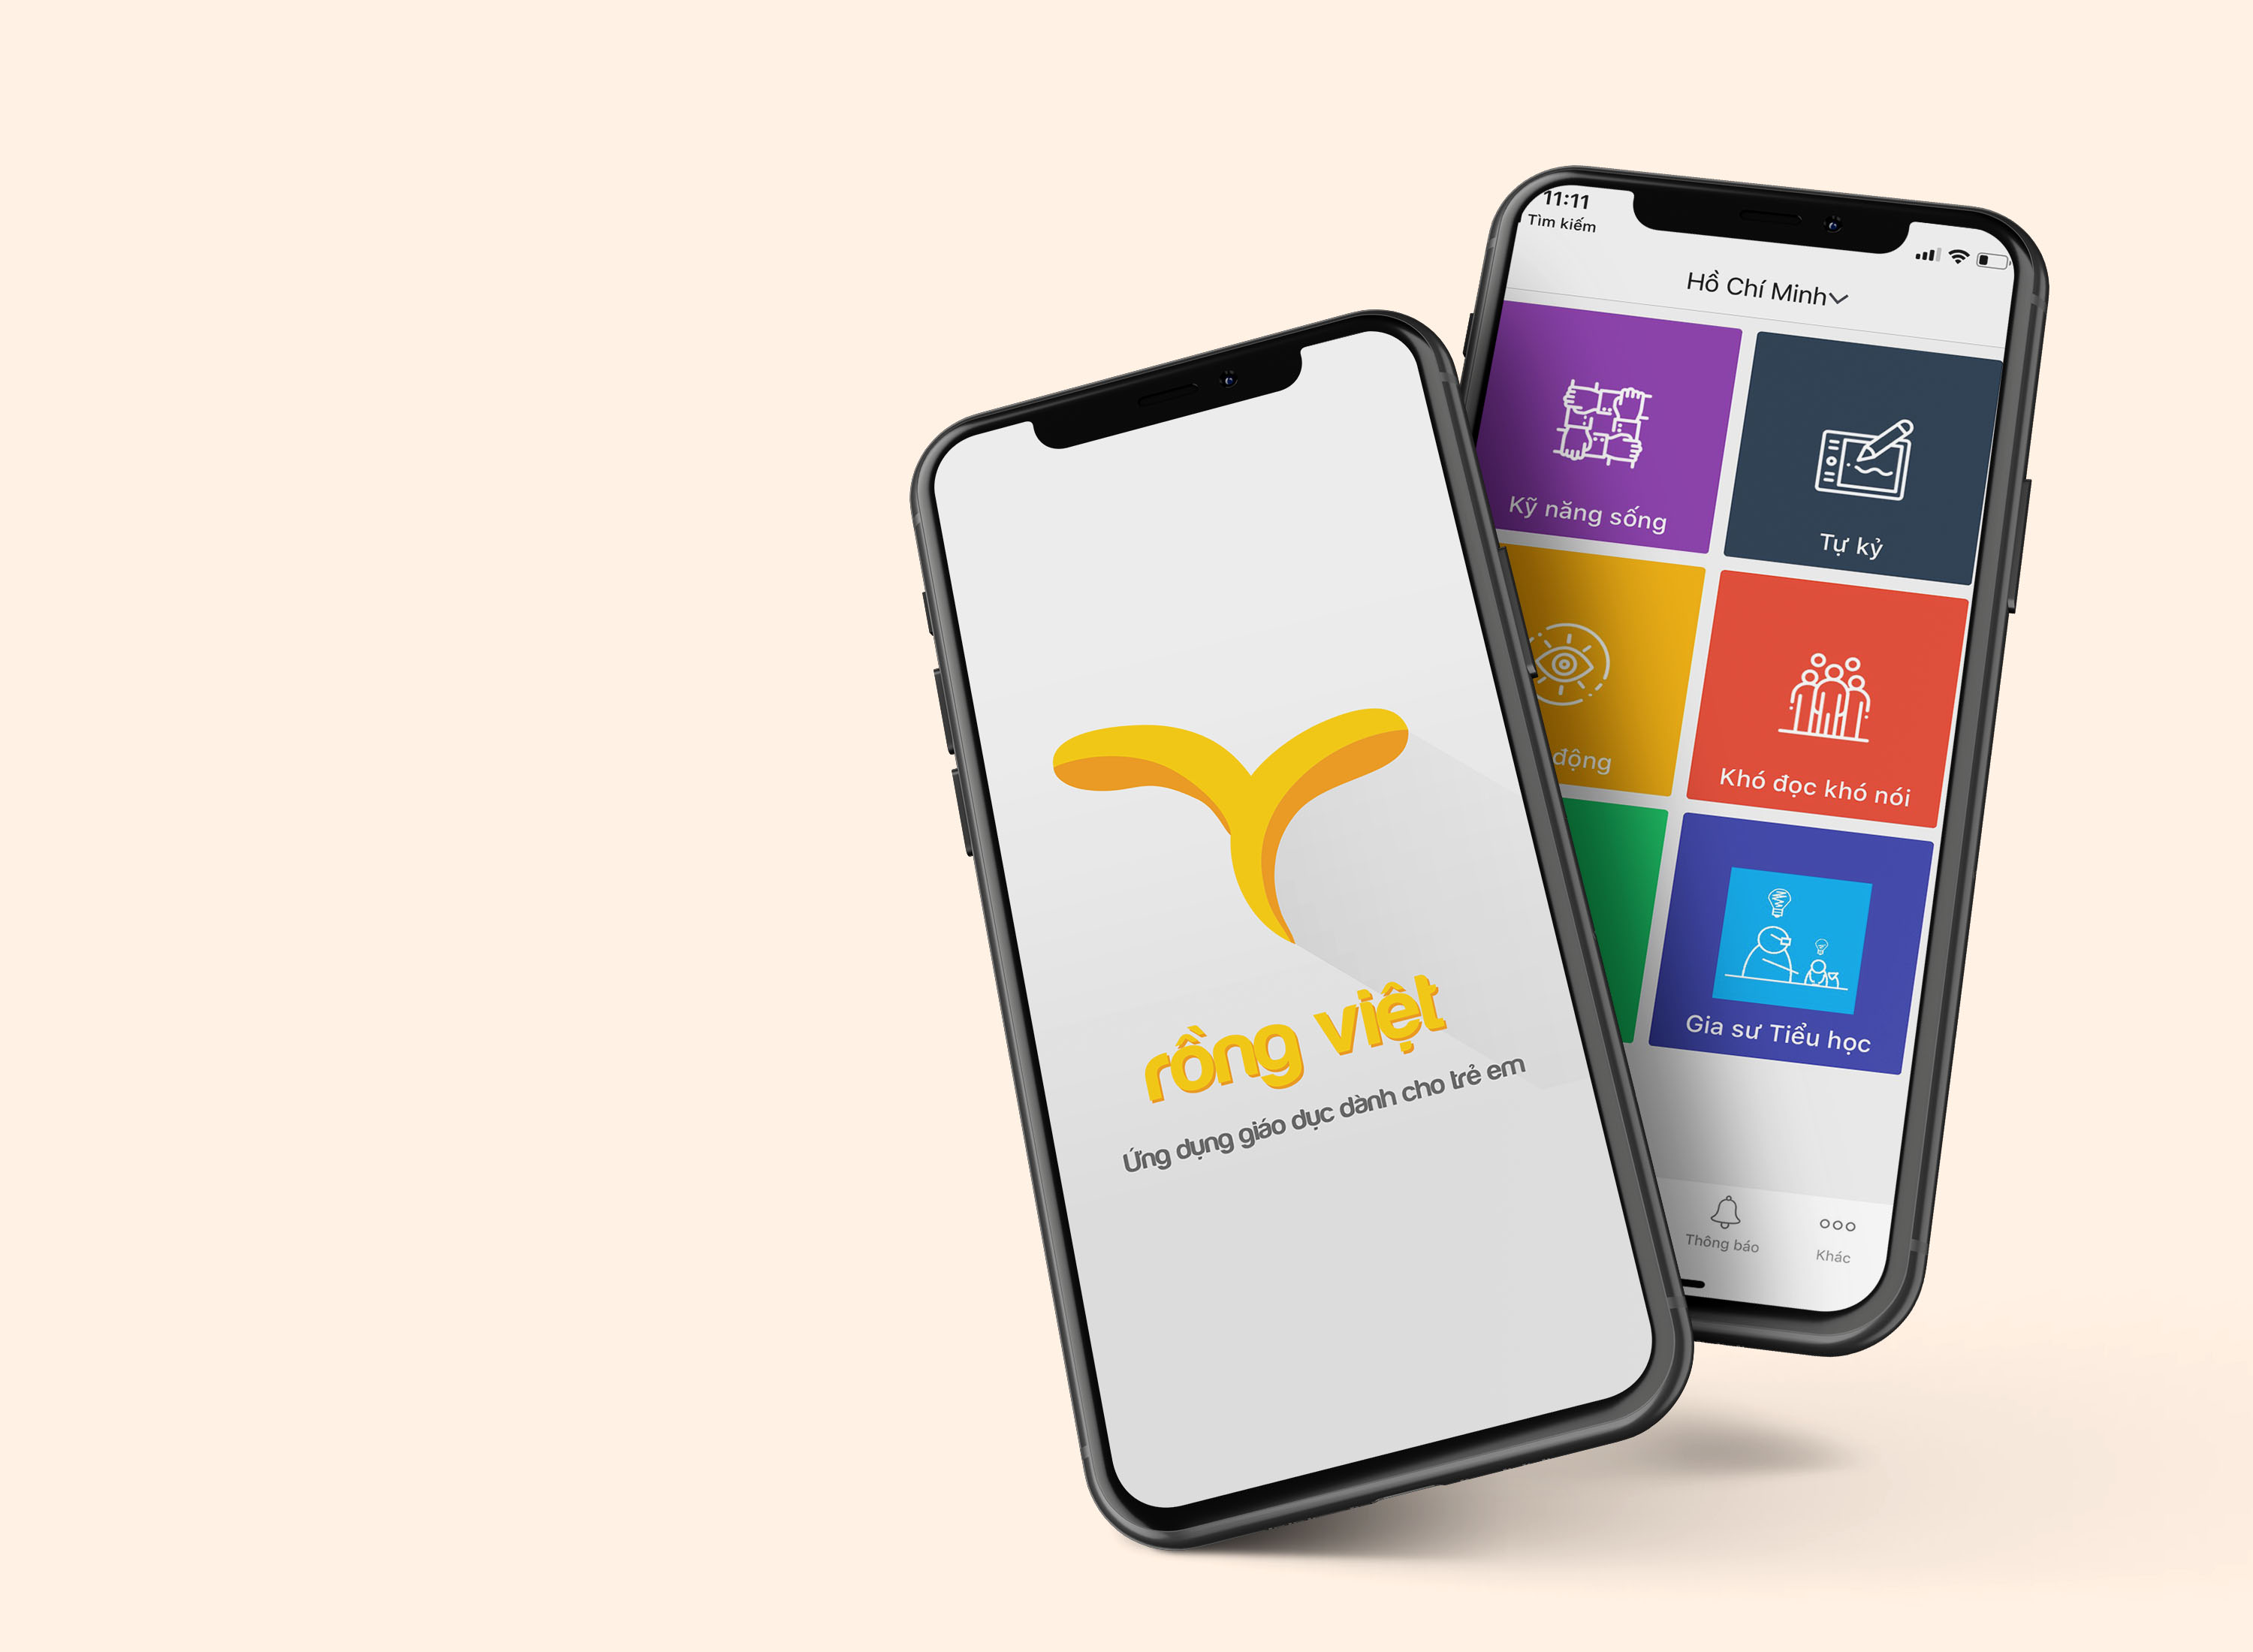 rồng việt
Ứng dụng giáo dục dành cho trẻ em
11:11
Tìm kiếm
Hồ Chí Minh
Kỹ năng sống
Tự kỷ
động
Khó đọc khó nói
Gia sư Tiểu học
Thông báo
Khác